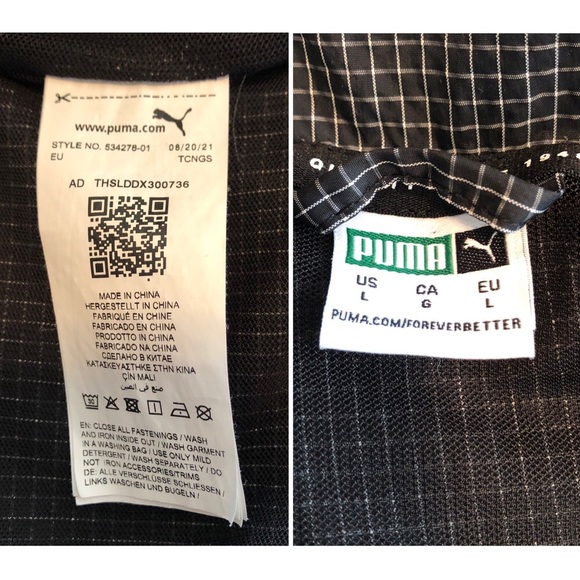 www.puma.com
STYLE NO. 534278-01 08/20/21
EU TCNGS
AD THSLDDX300736
MADE IN CHINA
HERGESTELLT IN CHINA
FABRIQUÉ EN CHINE
FABRICADO EN CHINA
PRODOTTO IN CHINA
FABRICADO NA CHINA
СДЕЛАНО В КИТАЕ
ΚΑΤΑΣΚΕΥΑΣΤΗΚΕ ΣΤΗΝ ΚΙΝΑ
ÇİN MALI
صنع في الصين
EN: CLOSE ALL FASTENINGS / WASH
AND IRON INSIDE OUT / WASH GARMENT
IN A WASHING BAG / USE ONLY MILD
DETERGENT / WASH SEPARATELY / DO
NOT IRON ACCESSORIES/TRIMS
DE: ALLE VERSCHLÜSSE SCHLIESSEN /
LINKS WASCHEN UND BÜGELN /
PUMA
US CA EU
L G L
PUMA.COM/FOREVERBETTER